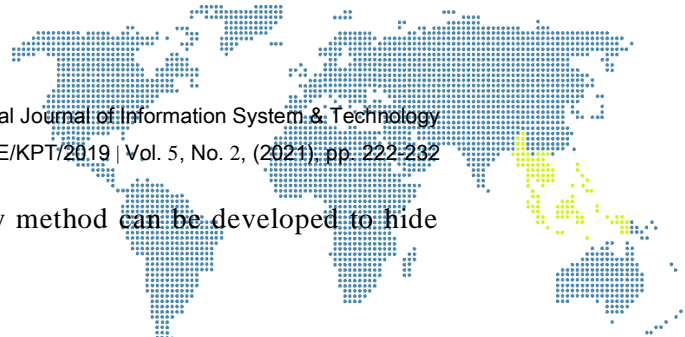 al Journal of Information System & Technology
E/KPT/2019 | Vol. 5, No. 2, (2021), pp. 222-232
method can be developed to hide